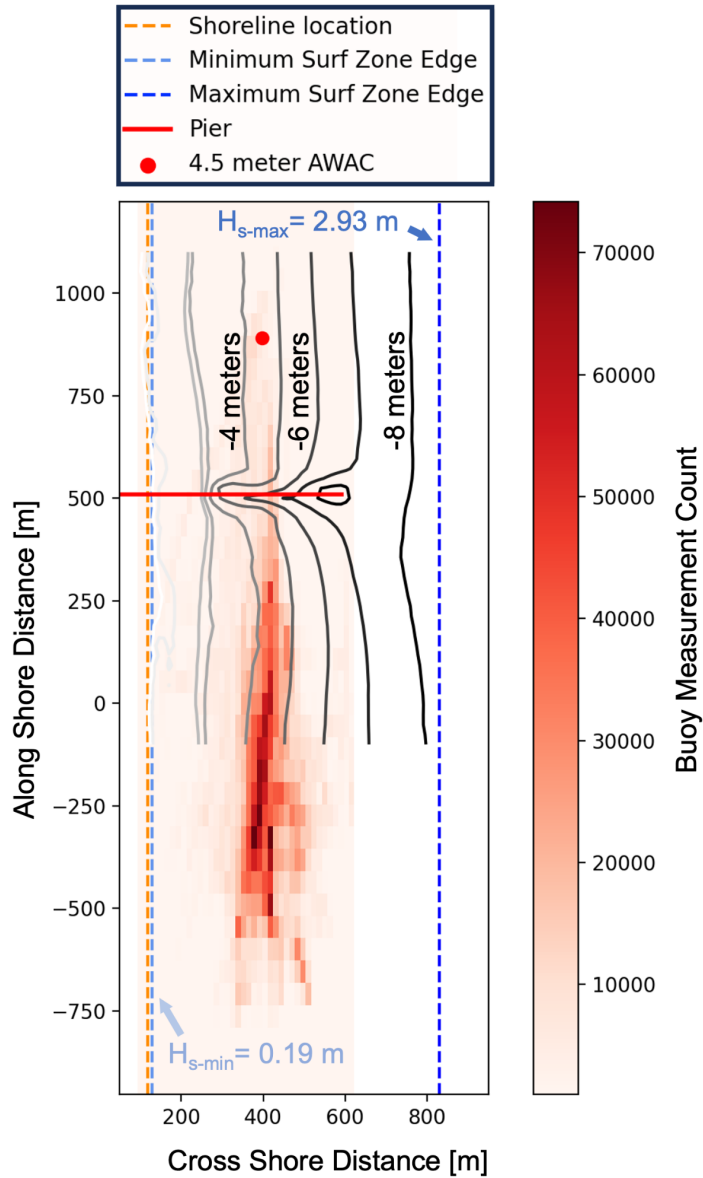 Shoreline location
Minimum Surf Zone Edge
Maximum Surf Zone Edge
Pier
4.5 meter AWAC
Hs-max= 2.93 m
-4 meters
-6 meters
-8 meters
Hs-min= 0.19 m
1000
750
500
250
0
−250
−500
−750
Along Shore Distance [m]
200
400
600
800
Cross Shore Distance [m]
70000
60000
50000
40000
30000
20000
10000
Buoy Measurement Count